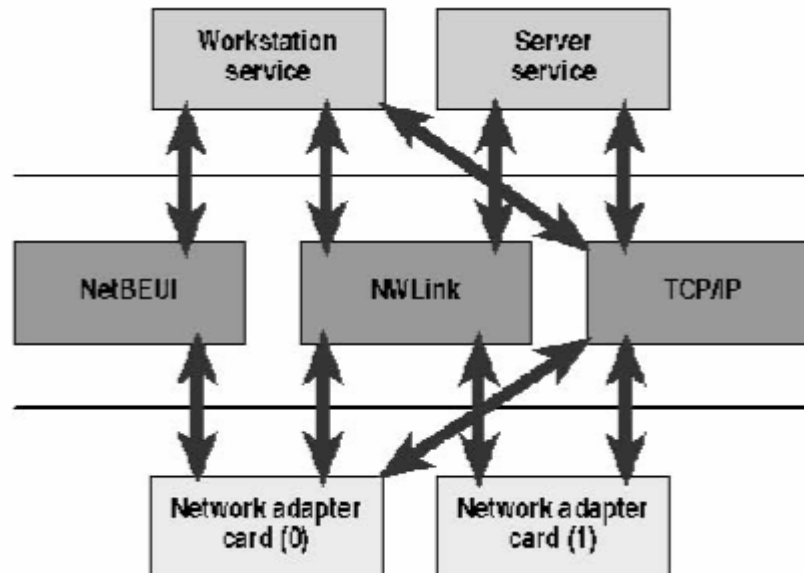 Workstation
service
Server
service
NetBEUI
NWLink
TCP/IP
Network adapter
card (0)
Network adapter
card (1)